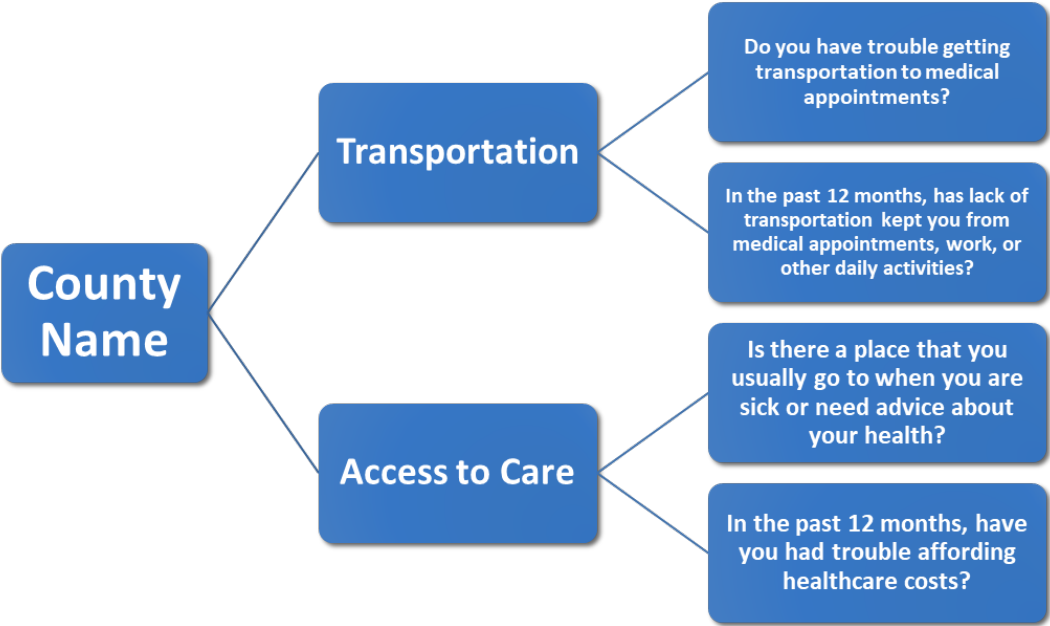 County
Name
Transportation
Do you have trouble getting
transportation to medical
appointments?
In the past 12 months, has lack of
transportation kept you from
medical appointments, work, or
other daily activities?
Access to Care
Is there a place that you
usually go to when you are
sick or need advice about
your health?
In the past 12 months, have
you had trouble affording
healthcare costs?